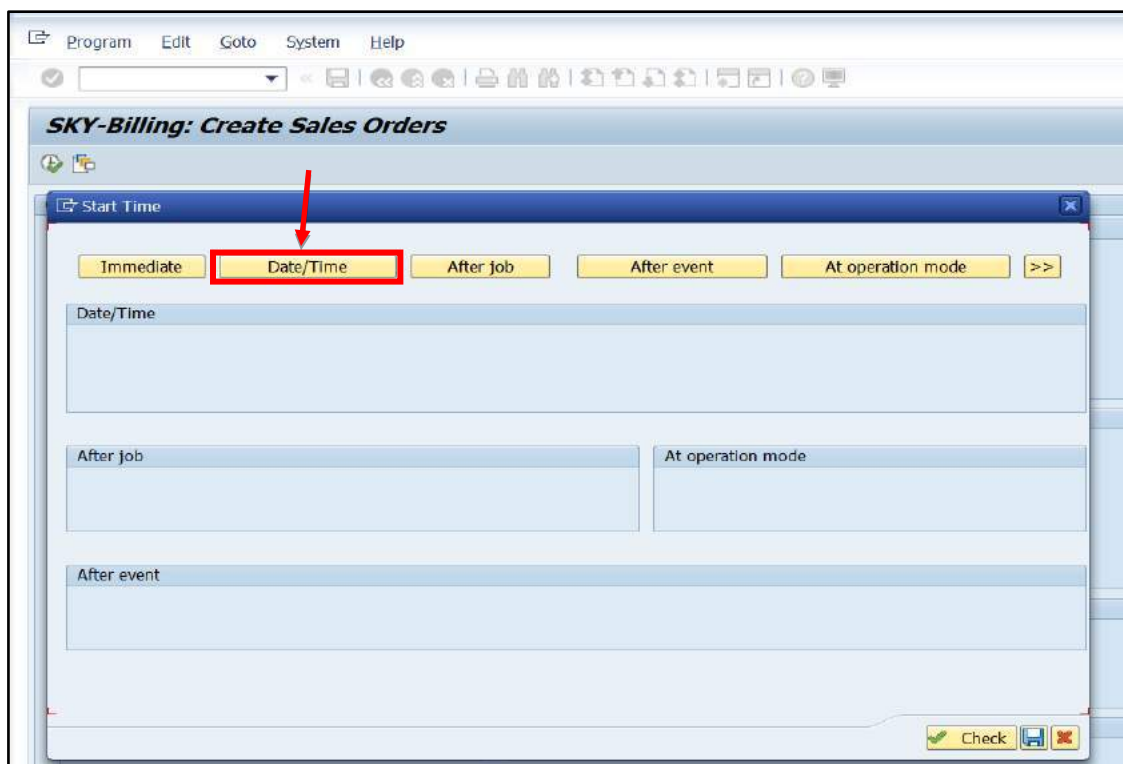 Program Edit Goto System Help
SKY-Billing: Create Sales Orders
Start Time
Immediate Date/Time After job After event At operation mode >>
Date/Time
After job At operation mode
After event
Check